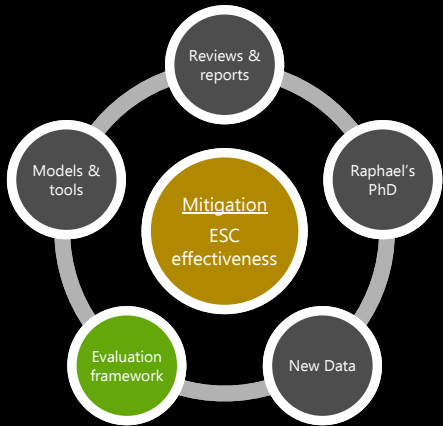 Reviews &
reports
Models &
tools
Raphael's
PhD
Mitigation
ESC
effectiveness
Evaluation
framework
New Data